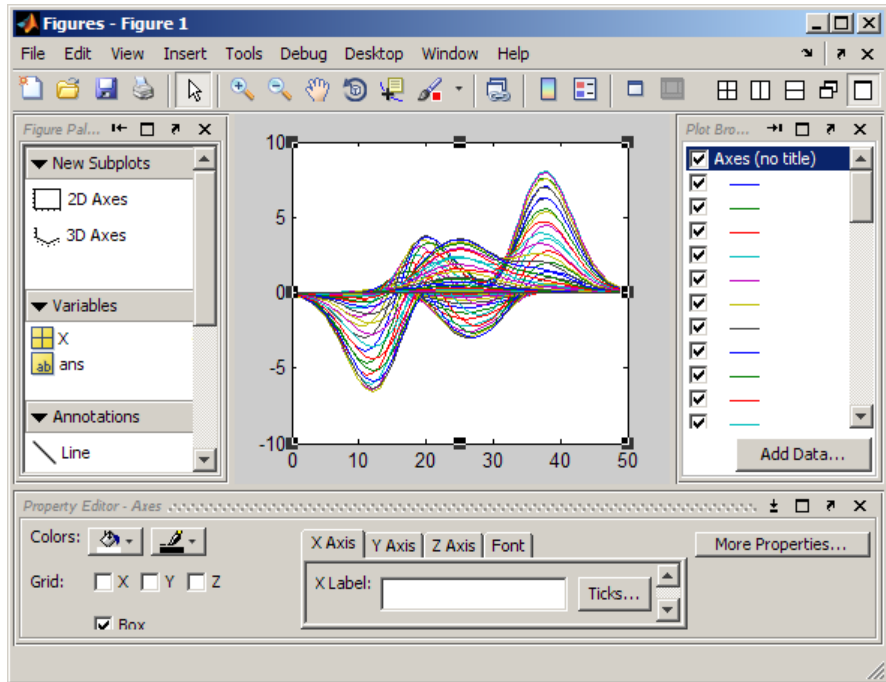 Figures - Figure 1
File Edit View Insert Tools Debug Desktop Window Help
Figure Pal...
New Subplots
2D Axes
3D Axes
Variables
X
ab ans
Annotations
Line
10
5
0
-5
-10
0 10 20 30 40 50
Plot Bro...
Axes (no title)
Add Data...
Property Editor - Axes
Colors:
X Axis Y Axis Z Axis Font
More Properties...
Grid: X Y Z
X Label:
Ticks...
Box